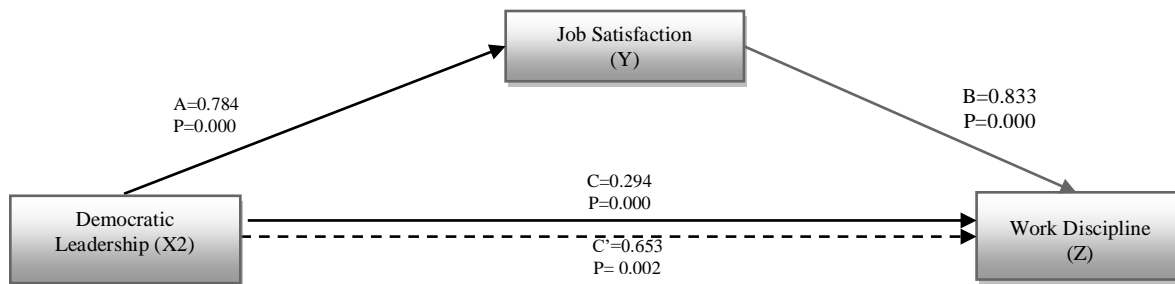 Job Satisfaction
(Y)
A=0.784
P=0.000
B=0.833
P=0.000
C=0.294
P=0.000
Democratic
Leadership (X2)
Work Discipline
(Z)
C’=0.653
P= 0.002